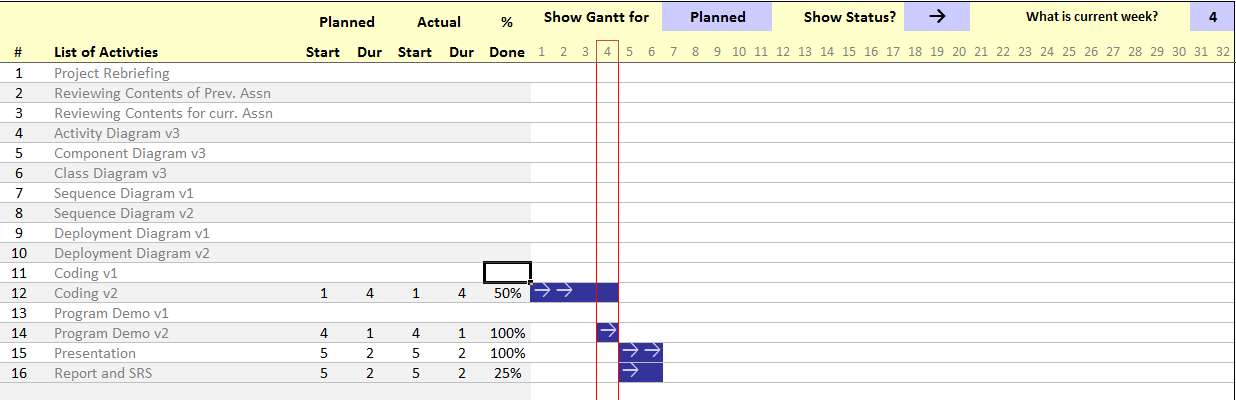 Planned Actual % Show Gantt for Planned Show Status? → What is current week? 4
# List of Activties Start Dur Start Dur Done 1 2 3 4 5 6 7 8 9 10 11 12 13 14 15 16 17 18 19 20 21 22 23 24 25 26 27 28 29 30 31 32
1 Project Rebriefing
2 Reviewing Contents of Prev. Assn
3 Reviewing Contents for curr. Assn
4 Activity Diagram v3
5 Component Diagram v3
6 Class Diagram v3
7 Sequence Diagram v1
8 Sequence Diagram v2
9 Deployment Diagram v1
10 Deployment Diagram v2
11 Coding v1
12 Coding v2 1 4 1 4 50% → →
13 Program Demo v1
14 Program Demo v2 4 1 4 1 100% →
15 Presentation 5 2 5 2 100% → →
16 Report and SRS 5 2 5 2 25% →